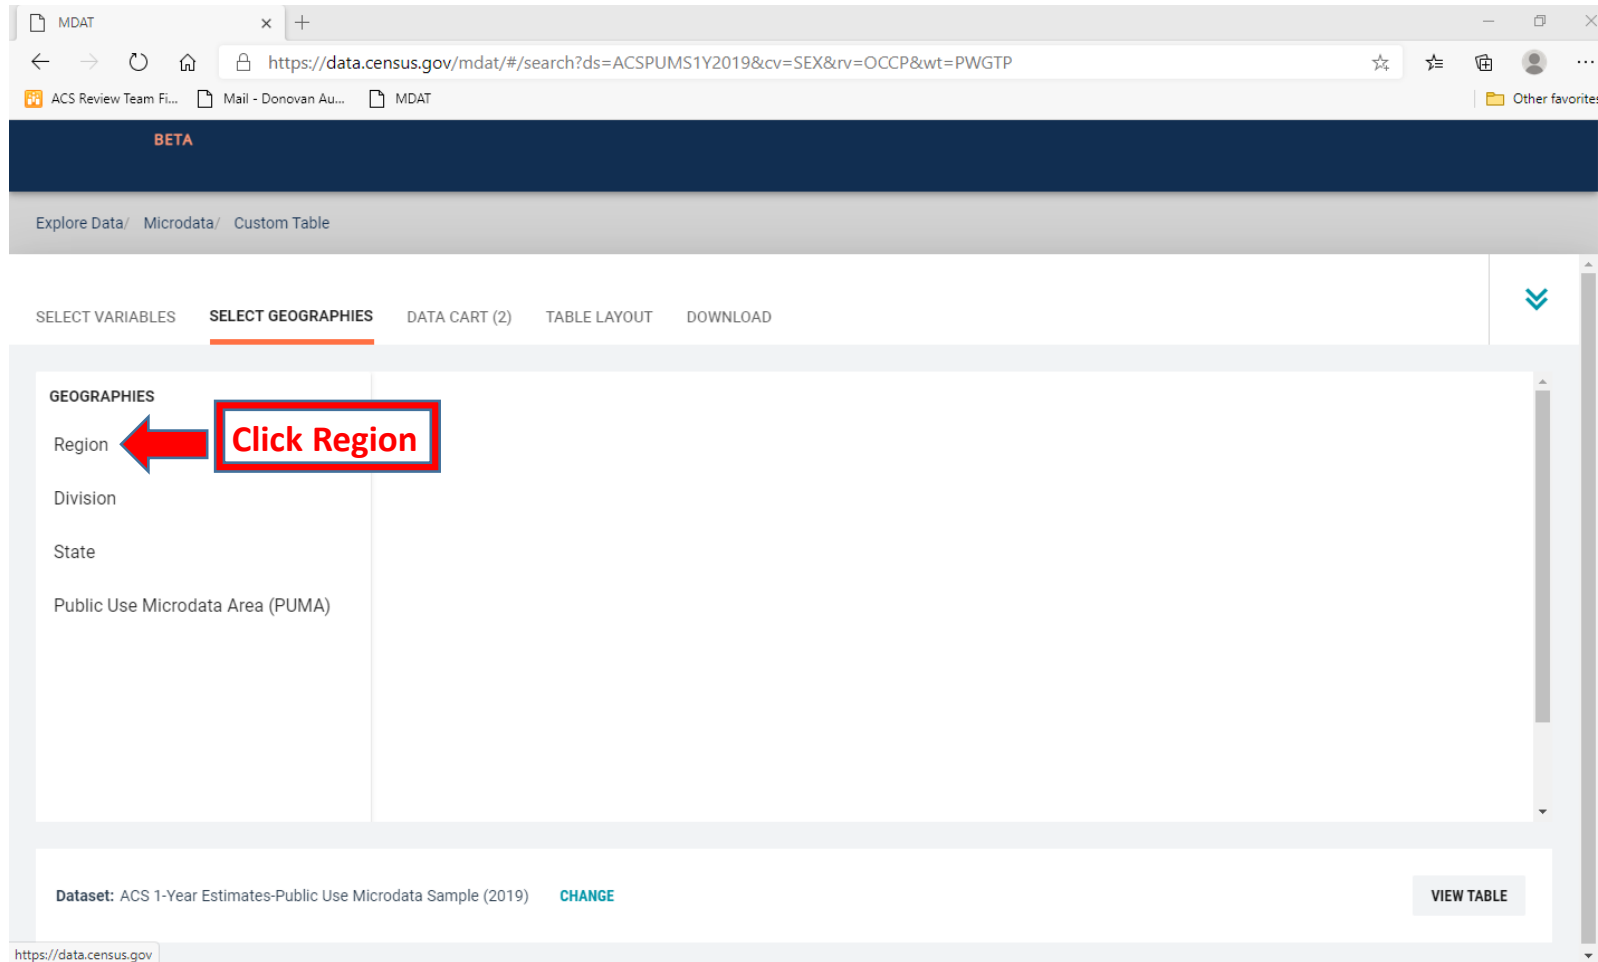 MDAT
https://data.census.gov/mdat/#/search?ds=ACSPUMS1Y2019&cv=SEX&rv=OCCP&wt=PWGTP
ACS Review Team Fi... Mail - Donovan Au... MDAT Other favorites
BETA
Explore Data/ Microdata/ Custom Table
SELECT VARIABLES SELECT GEOGRAPHIES DATA CART (2) TABLE LAYOUT DOWNLOAD
GEOGRAPHIES
Region Click Region
Division
State
Public Use Microdata Area (PUMA)
Dataset: ACS 1-Year Estimates-Public Use Microdata Sample (2019) CHANGE VIEW TABLE
https://data.census.gov